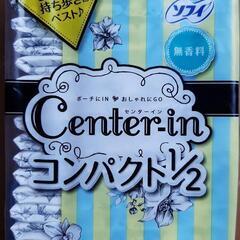 持ち歩きに
ベスト♪
ソフィ
無香料
ポーチにIN おしゃれにGO
センターイン
Center-in
コンパクト1/2